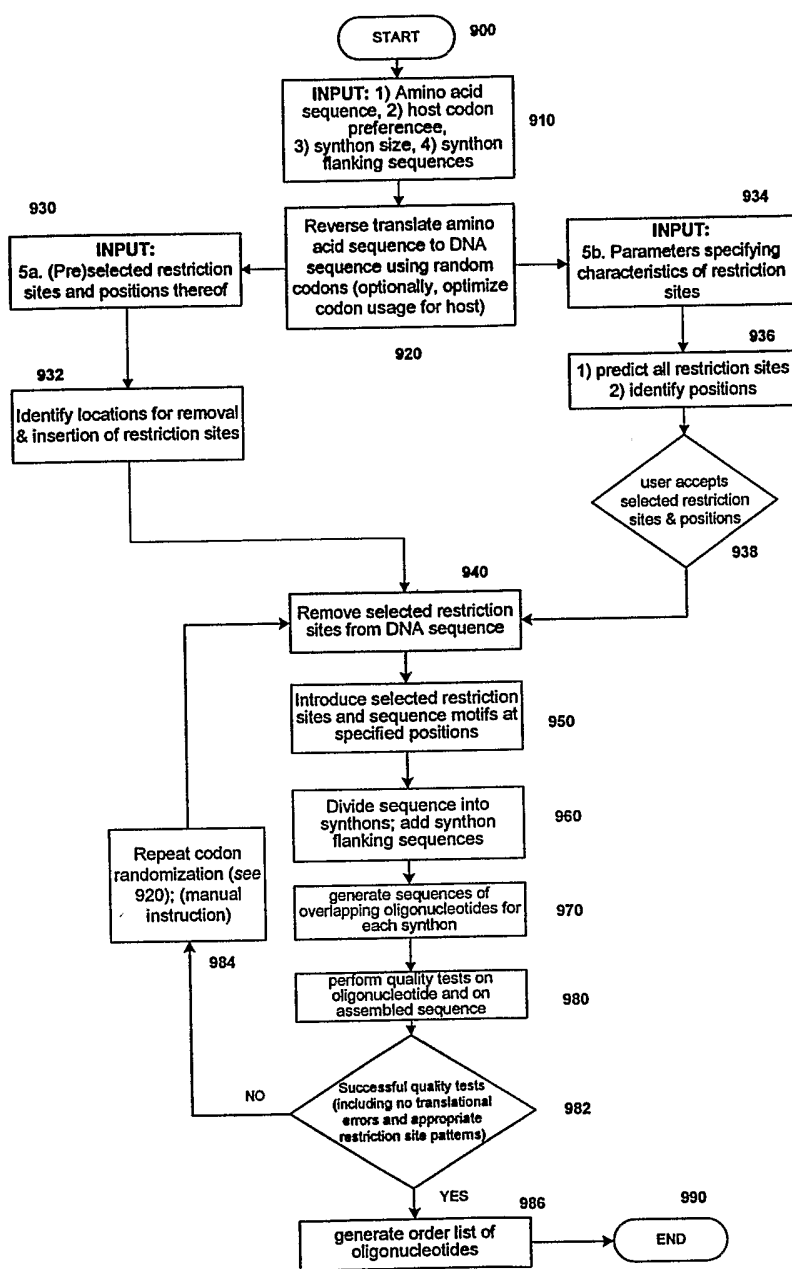 START
900
INPUT: 1) Amino acid
sequence, 2) host codon
preferencee,
3) synthon size, 4) synthon
flanking sequences
910
930
INPUT:
5a. (Pre)selected restriction
sites and positions thereof
Reverse translate amino
acid sequence to DNA
sequence using random
codons (optionally, optimize
codon usage for host)
920
934
INPUT:
5b. Parameters specifying
characteristics of restriction
sites
932
Identify locations for removal
& insertion of restriction sites
936
1) predict all restriction sites
2) identify positions
user accepts
selected restriction
sites & positions
938
940
Remove selected restriction
sites from DNA sequence
Introduce selected restriction
sites and sequence motifs at
specified positions
950
Divide sequence into
synthons; add synthon
flanking sequences
960
Repeat codon
randomization (see
920); (manual
instruction)
984
generate sequences of
overlapping oligonucleotides for
each synthon
970
perform quality tests on
oligonucleotide and on
assembled sequence
980
NO
Successful quality tests
(including no translational
errors and appropriate
restriction site patterns)
982
YES
986
generate order list of
oligonucleotides
990
END